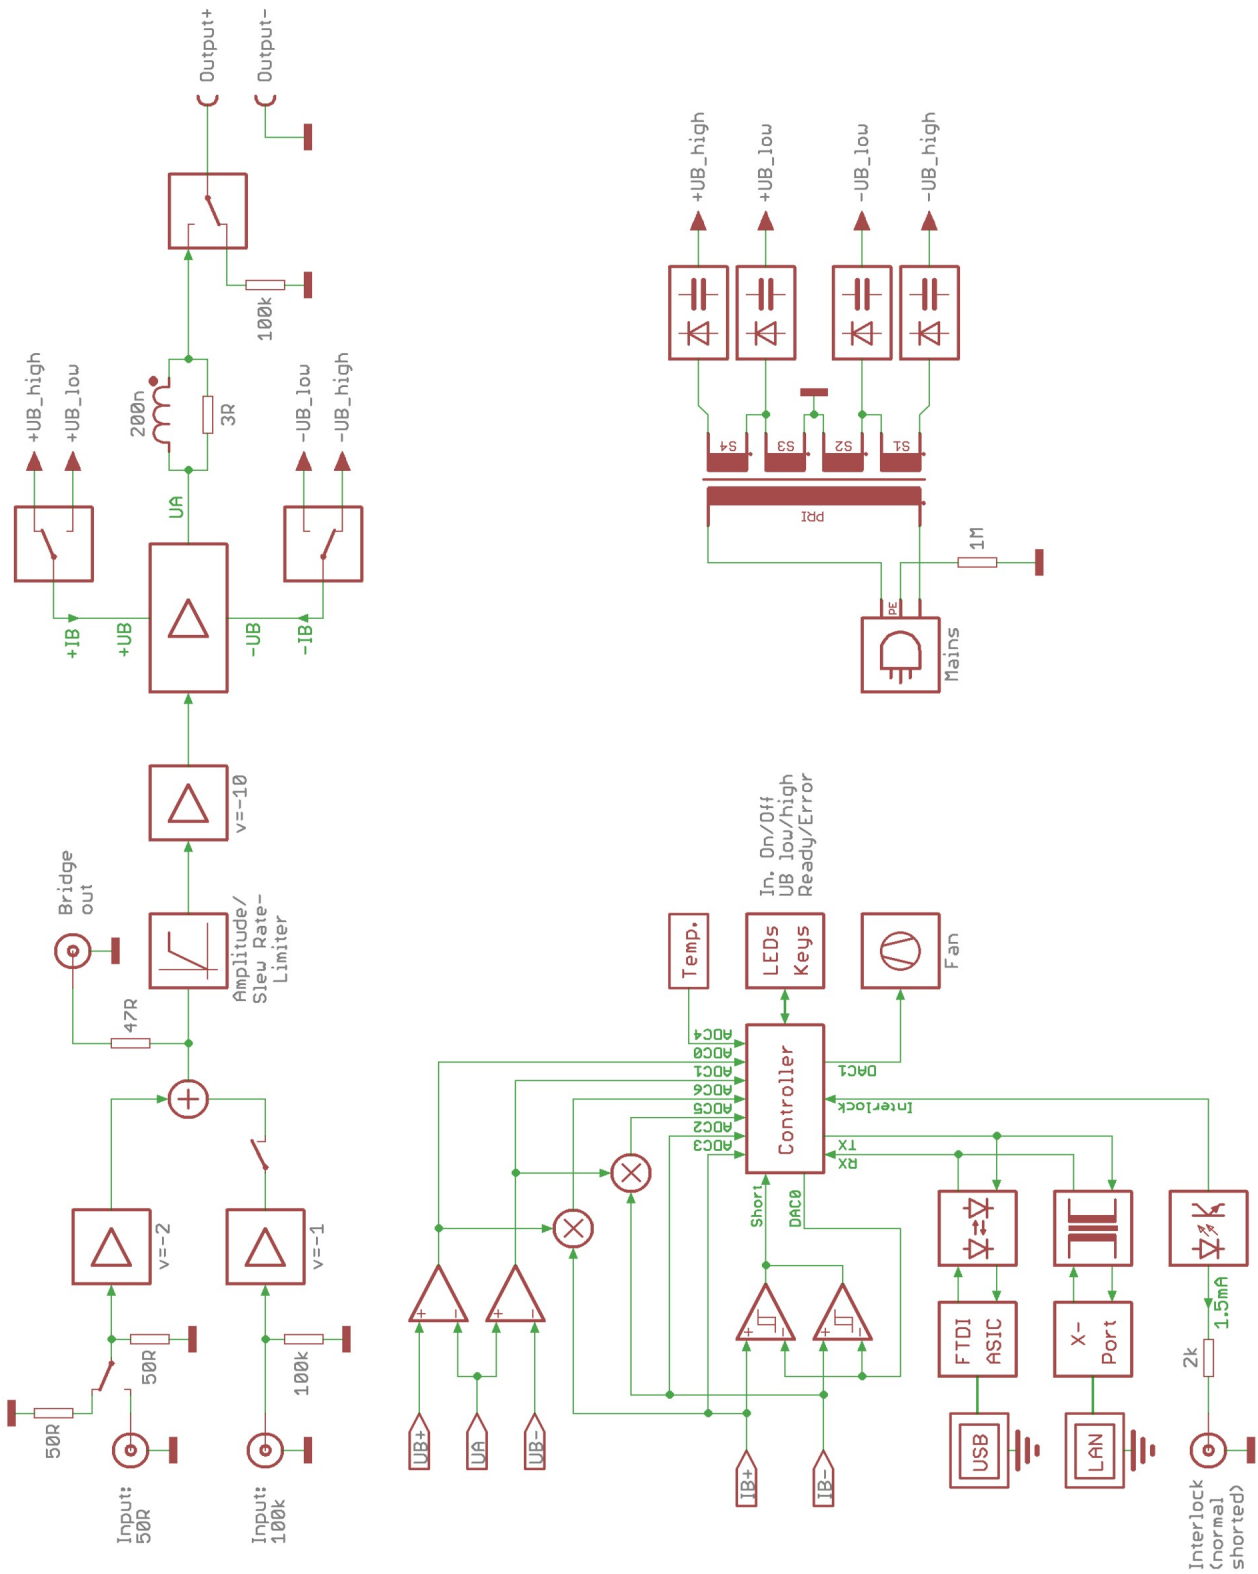 Input:
50R
50R
50R
v=-2
Input:
100k
100k
v=-1
47R
Bridge
out
Amplitude/
Slew Rate-
Limiter
v=-10
+IB
+UB
-UB
-IB
+UB_high
+UB_low
-UB_low
-UB_high
UA
200n
3R
100k
Output+
Output-
UB+
UA
UB-
IB+
IB-
Short
DAC0
ADC4
ADC0
ADC1
ADC6
ADC5
ADC2
ADC3
Controller
DAC1
Interlock
TX
RX
Temp.
LEDs
Keys
In. On/Off
UB low/high
Ready/Error
Fan
USB
FTDI
ASIC
LAN
X-
Port
Interlock
(normal
shorted)
2k
1.5mA
Mains
PE
1M
PRI
S4
S3
S2
S1
+UB_high
+UB_low
-UB_low
-UB_high